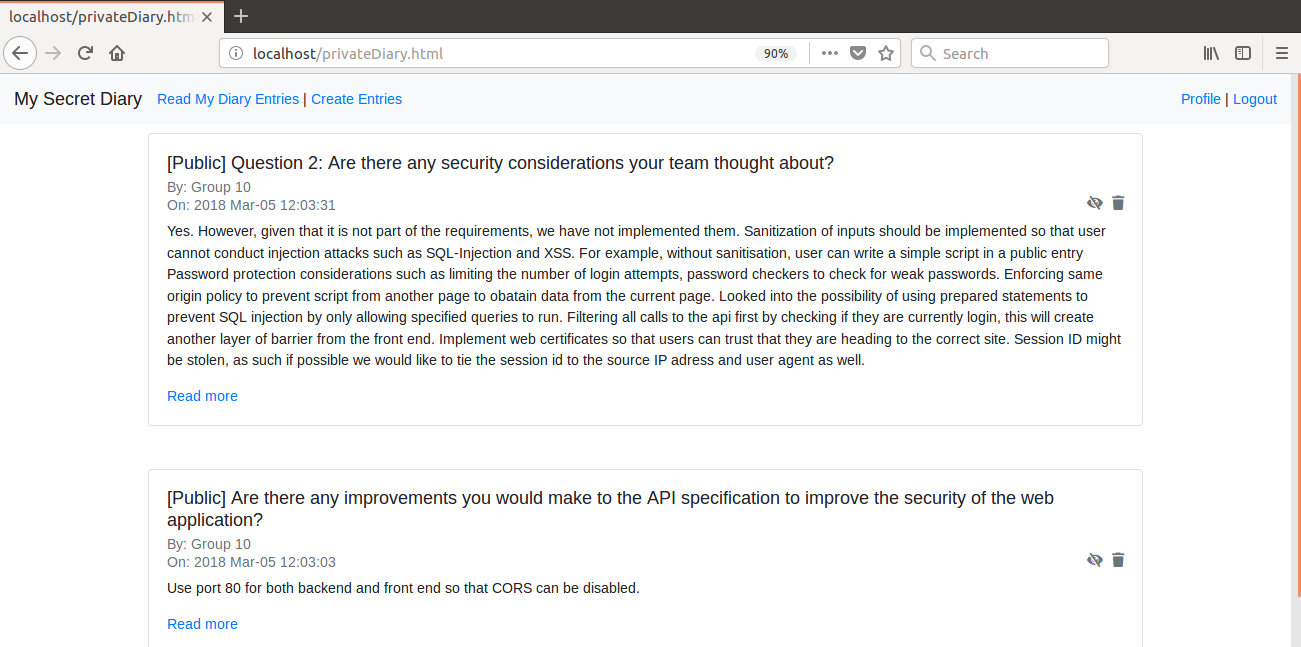 localhost/privateDiary.htm
localhost/privateDiary.html
90%
Search
My Secret Diary Read My Diary Entries | Create Entries
Profile | Logout
[Public] Question 2: Are there any security considerations your team thought about?
By: Group 10
On: 2018 Mar-05 12:03:31
Yes. However, given that it is not part of the requirements, we have not implemented them. Sanitization of inputs should be implemented so that user
cannot conduct injection attacks such as SQL-Injection and XSS. For example, without sanitisation, user can write a simple script in a public entry
Password protection considerations such as limiting the number of login attempts, password checkers to check for weak passwords. Enforcing same
origin policy to prevent script from another page to obatain data from the current page. Looked into the possibility of using prepared statements to
prevent SQL injection by only allowing specified queries to run. Filtering all calls to the api first by checking if they are currently login, this will create
another layer of barrier from the front end. Implement web certificates so that users can trust that they are heading to the correct site. Session ID might
be stolen, as such if possible we would like to tie the session id to the source IP adress and user agent as well.
Read more
[Public] Are there any improvements you would make to the API specification to improve the security of the web
application?
By: Group 10
On: 2018 Mar-05 12:03:03
Use port 80 for both backend and front end so that CORS can be disabled.
Read more